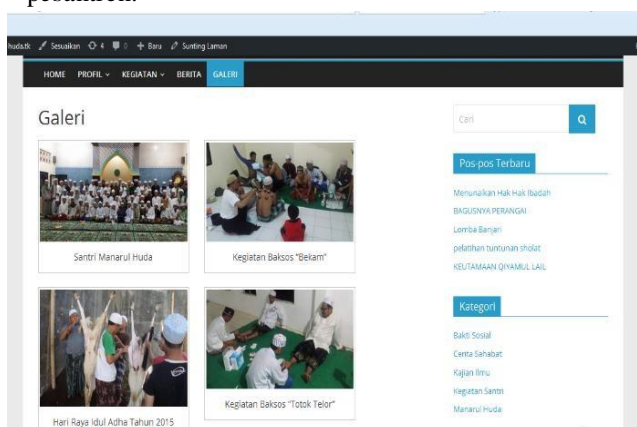 pesantren.
huda.tk Sesuaikan 4 0 Baru Sunting Laman
HOME PROFIL KEGIATAN BERITA GALERI
Galeri
Santri Manarul Huda
Kegiatan Baksos "Bekam"
Hari Raya Idul Adha Tahun 2015
Kegiatan Baksos "Totok Telor"
Cari
Pos-pos Terbaru
Menunaikan Hak Hak Ibadah
BAGUSNYA PERANGAI
Lomba Banjari
pelatihan tuntunan sholat
KEUTAMAAN QIYAMUL LAIL
Kategori
Bakti Sosial
Cerita Sahabat
Kajian Ilmu
Kegiatan Santri
Manarul Huda